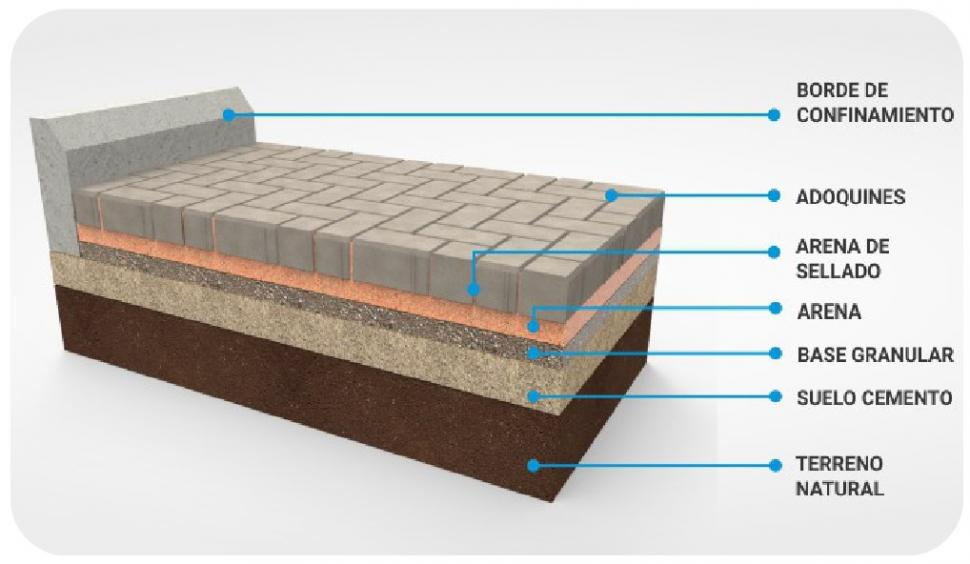 BORDE DE
CONFINAMIENTO
ADOQUINES
ARENA DE
SELLADO
ARENA
BASE GRANULAR
SUELO CEMENTO
TERRENO
NATURAL